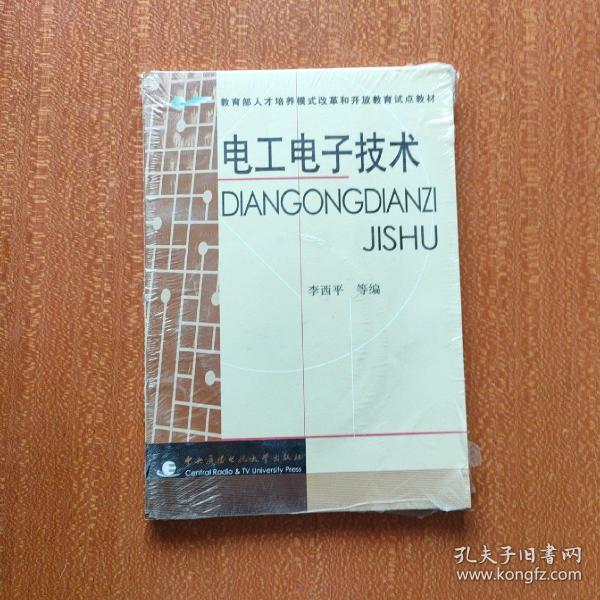 教育部人才培养模式改革和开放教育试点教材
电工电子技术
DIANGONGDIANZI
JISHU
李西平 等编
中央广播电视大学出版社
Central Radio & TV University Press
孔夫子旧书网
www.kongfz.com